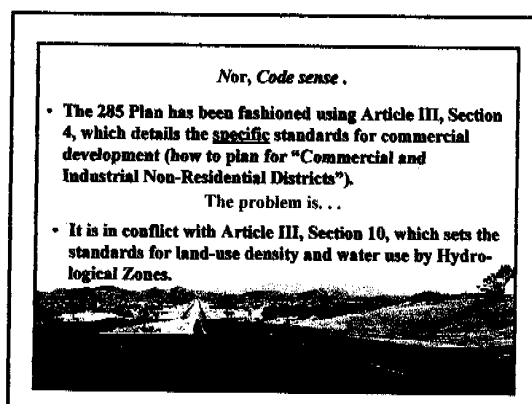 Nor, Code sense .
• The 285 Plan has been fashioned using Article III, Section
4, which details the specific standards for commercial
development (how to plan for “Commercial and
Industrial Non-Residential Districts”).
The problem is. . .
• It is in conflict with Article III, Section 10, which sets the
standards for land-use density and water use by Hydro-
logical Zones.